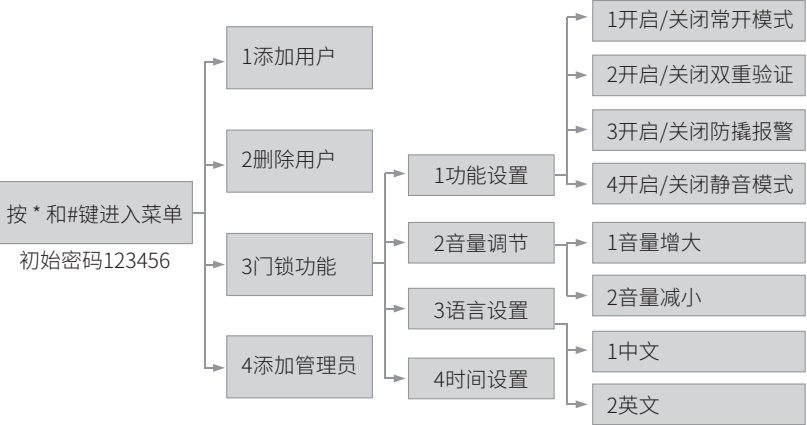 按 * 和#键进入菜单
初始密码123456
1添加用户
2删除用户
3门锁功能
4添加管理员
1功能设置
2音量调节
3语言设置
4时间设置
1开启/关闭常开模式
2开启/关闭双重验证
3开启/关闭防撬报警
4开启/关闭静音模式
1音量增大
2音量减小
1中文
2英文